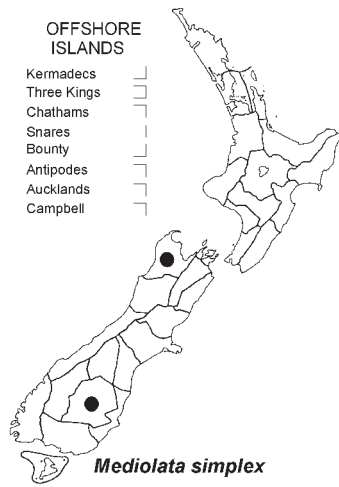 OFFSHORE
ISLANDS
Kermadecs
Three Kings
Chathams
Snares
Bounty
Antipodes
Aucklands
Campbell
Mediolata simplex